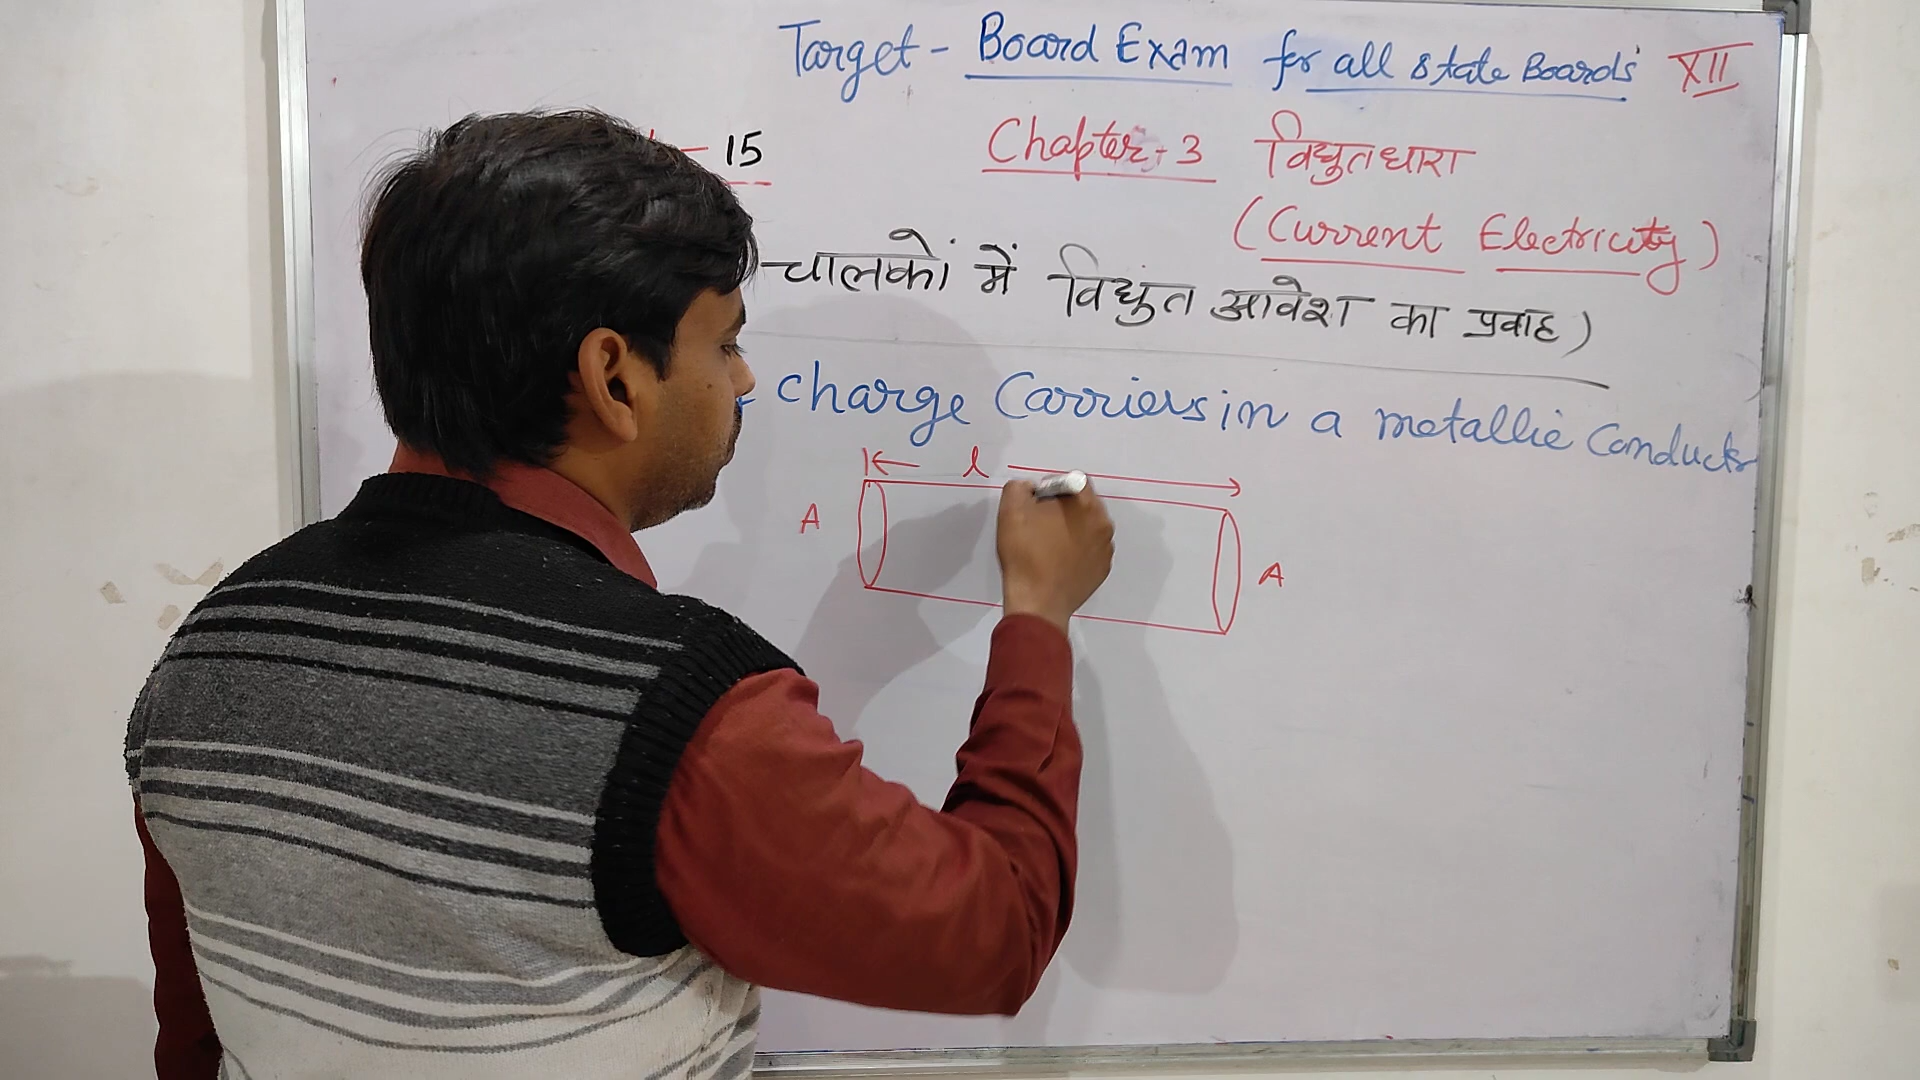 Target - Board Exam for all state Boards XII
- 15 Chapter - 3 विद्युतधारा
(Current Electricity)
चालकों में विद्युत आवेश का प्रवाह)
charge Carriers in a metallic Conductor
l
A
A